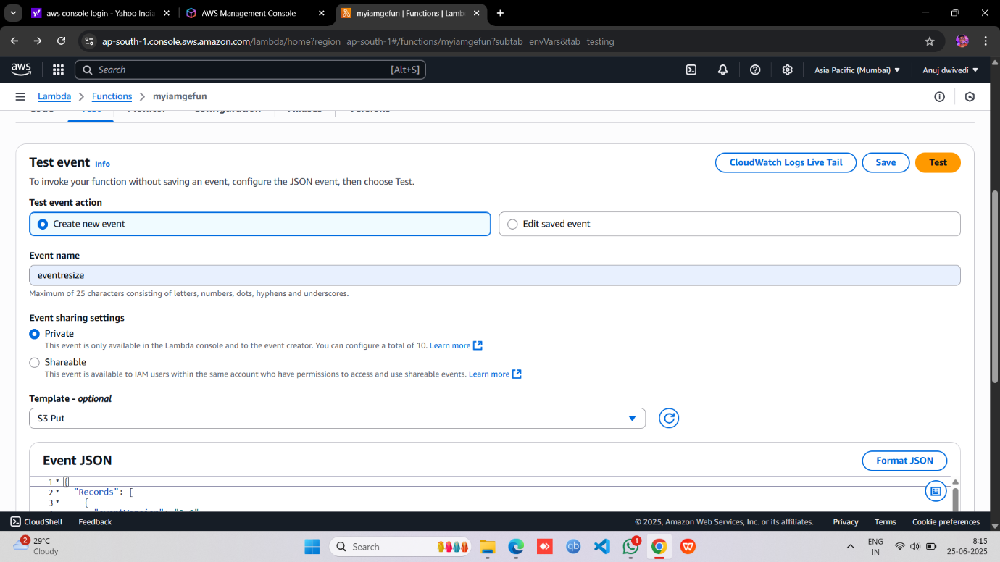 aws console login - Yahoo India
AWS Management Console
myiamgefun | Functions | Lamb
ap-south-1.console.aws.amazon.com/lambda/home?region=ap-south-1#/functions/myiamgefun?subtab=envVars&tab=testing
aws
Search
[Alt+S]
Asia Pacific (Mumbai)
Anuj dwivedi
Lambda
Functions
myiamgefun
Code
Test
Monitor
Configuration
Aliases
Versions
Test event
Info
CloudWatch Logs Live Tail
Save
Test
To invoke your function without saving an event, configure the JSON event, then choose Test.
Test event action
Create new event
Edit saved event
Event name
eventresize
Maximum of 25 characters consisting of letters, numbers, dots, hyphens and underscores.
Event sharing settings
Private
This event is only available in the Lambda console and to the event creator. You can configure a total of 10. Learn more
Shareable
This event is available to IAM users within the same account who have permissions to access and use shareable events. Learn more
Template - optional
S3 Put
Event JSON
Format JSON
1 {
2 "Records": [
3 {
CloudShell
Feedback
© 2025, Amazon Web Services, Inc. or its affiliates.
Privacy
Terms
Cookie preferences
2
29°C
Cloudy
Search
qb
1
W
ENG
IN
8:15
25-06-2025